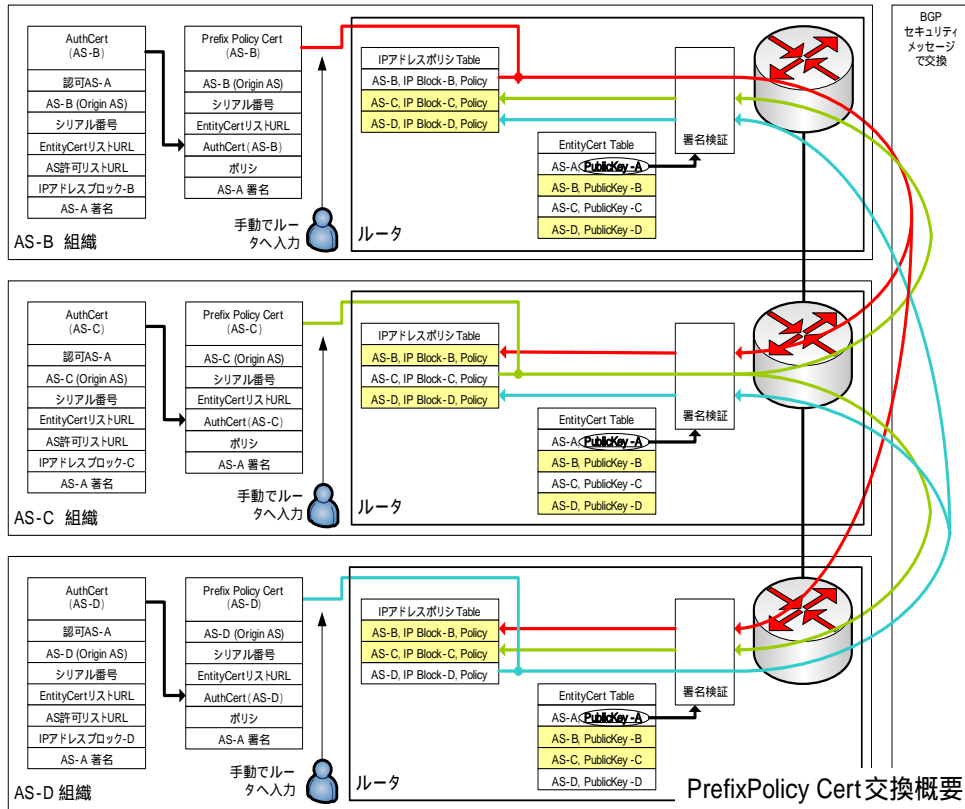 AuthCert
(AS-B)
認可AS-A
AS-B (Origin AS)
シリアル番号
EntityCertリストURL
AS許可リストURL
IPアドレスブロック-B
AS-A 署名
Prefix Policy Cert
(AS-B)
AS-B (Origin AS)
シリアル番号
EntityCertリストURL
AuthCert (AS-B)
ポリシ
AS-A 署名
手動でルー
タへ入力
AS-B 組織
IPアドレスポリシ Table
AS-B, IP Block-B, Policy
AS-C, IP Block-C, Policy
AS-D, IP Block-D, Policy
EntityCert Table
AS-A, PublicKey-A
AS-B, PublicKey-B
AS-C, PublicKey-C
AS-D, PublicKey-D
署名検証
ルータ
BGP
セキュリティ
メッセージ
で交換
AuthCert
(AS-C)
認可AS-A
AS-C (Origin AS)
シリアル番号
EntityCertリストURL
AS許可リストURL
IPアドレスブロック-C
AS-A 署名
Prefix Policy Cert
(AS-C)
AS-C (Origin AS)
シリアル番号
EntityCertリストURL
AuthCert (AS-C)
ポリシ
AS-A 署名
手動でルー
タへ入力
AS-C 組織
IPアドレスポリシ Table
AS-B, IP Block-B, Policy
AS-C, IP Block-C, Policy
AS-D, IP Block-D, Policy
EntityCert Table
AS-A, PublicKey-A
AS-B, PublicKey-B
AS-C, PublicKey-C
AS-D, PublicKey-D
署名検証
ルータ
AuthCert
(AS-D)
認可AS-A
AS-D (Origin AS)
シリアル番号
EntityCertリストURL
AS許可リストURL
IPアドレスブロック-D
AS-A 署名
Prefix Policy Cert
(AS-D)
AS-D (Origin AS)
シリアル番号
EntityCertリストURL
AuthCert (AS-D)
ポリシ
AS-A 署名
手動でルー
タへ入力
AS-D 組織
IPアドレスポリシ Table
AS-B, IP Block-B, Policy
AS-C, IP Block-C, Policy
AS-D, IP Block-D, Policy
EntityCert Table
AS-A, PublicKey-A
AS-B, PublicKey-B
AS-C, PublicKey-C
AS-D, PublicKey-D
署名検証
ルータ
PrefixPolicy Cert交換概要